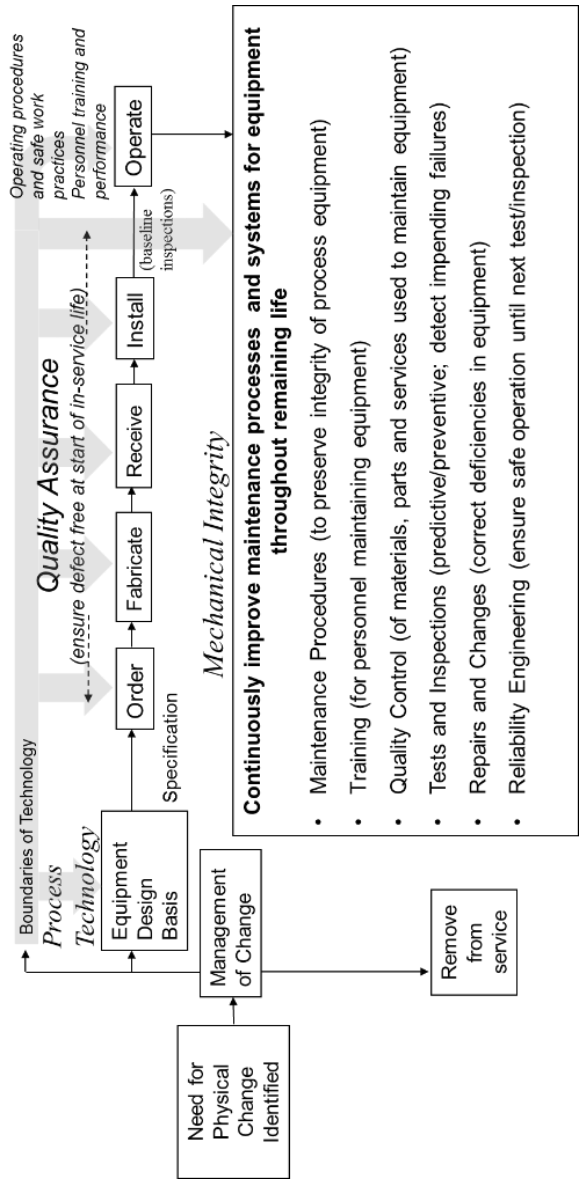 Boundaries of Technology
Process
Technology
Quality Assurance
(ensure defect free at start of in-service life)
Operating procedures
and safe work
practices
Personnel training and
performance
Need for
Physical
Change
Identified
Management
of Change
Equipment
Design
Basis
Specification
Order
Fabricate
Receive
Install
(baseline
inspections)
Operate
Remove
from
service
Mechanical Integrity
Continuously improve maintenance processes and systems for equipment
throughout remaining life
• Maintenance Procedures (to preserve integrity of process equipment)
• Training (for personnel maintaining equipment)
• Quality Control (of materials, parts and services used to maintain equipment)
• Tests and Inspections (predictive/preventive; detect impending failures)
• Repairs and Changes (correct deficiencies in equipment)
• Reliability Engineering (ensure safe operation until next test/inspection)